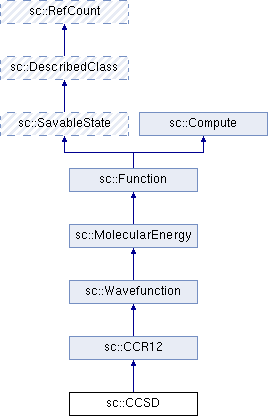 sc::RefCount
sc::DescribedClass
sc::SavableState
sc::Compute
sc::Function
sc::MolecularEnergy
sc::Wavefunction
sc::CCR12
sc::CCSD